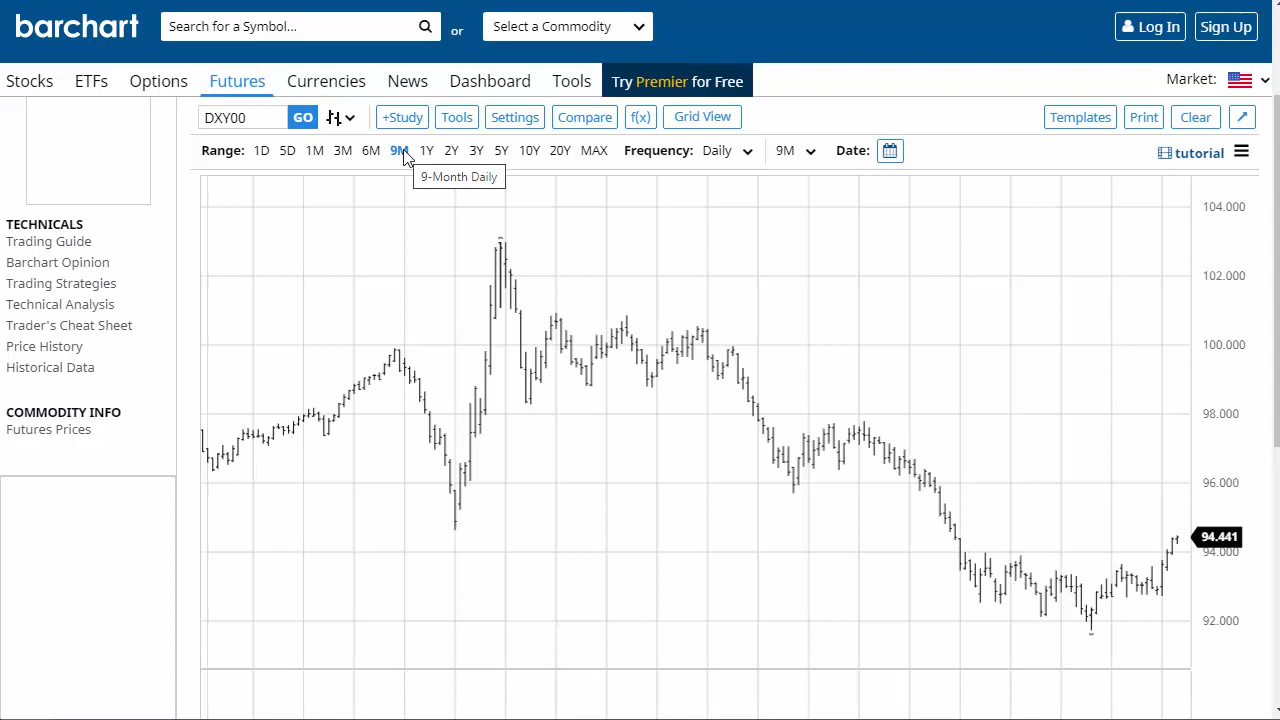 barchart Search for a Symbol... or Select a Commodity Log In Sign Up
Stocks ETFs Options Futures Currencies News Dashboard Tools Try Premier for Free Market:
DXY00 GO +Study Tools Settings Compare f(x) Grid View Templates Print Clear
Range: 1D 5D 1M 3M 6M 9M 1Y 2Y 3Y 5Y 10Y 20Y MAX Frequency: Daily 9M Date: tutorial
9-Month Daily
TECHNICALS
Trading Guide
Barchart Opinion
Trading Strategies
Technical Analysis
Trader's Cheat Sheet
Price History
Historical Data
COMMODITY INFO
Futures Prices
104.000
102.000
100.000
98.000
96.000
94.441
94.000
92.000